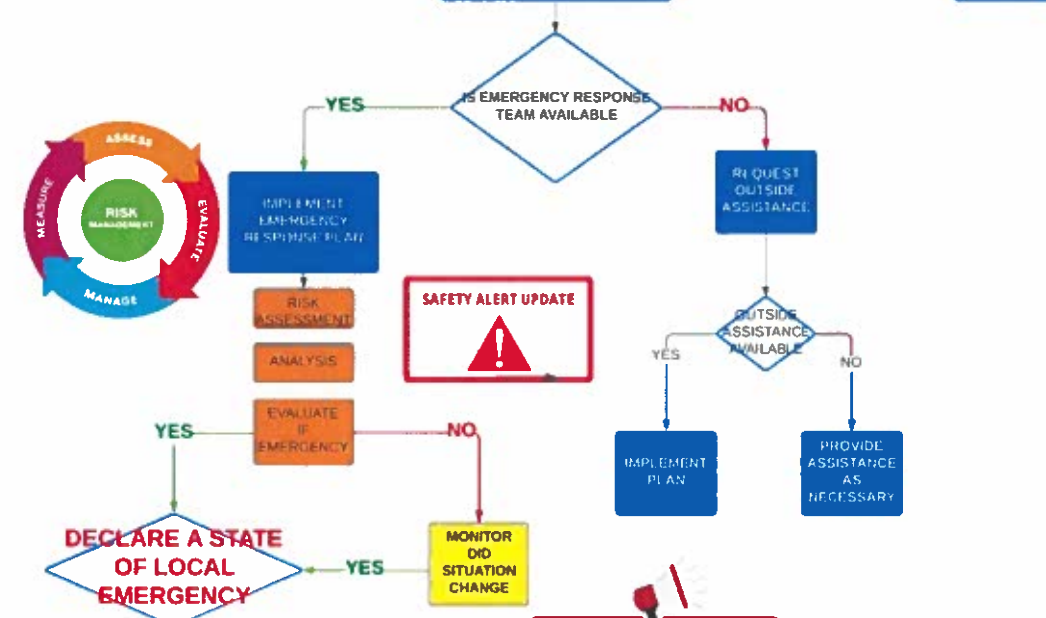 IS EMERGENCY RESPONSE
TEAM AVAILABLE
YES
NO
ASSESS
EVALUATE
MANAGE
MEASURE
RISK
MANAGEMENT
IMPLEMENT
EMERGENCY
RESPONSE PLAN
REQUEST
OUTSIDE
ASSISTANCE
RISK
ASSESSMENT
SAFETY ALERT UPDATE
OUTSIDE
ASSISTANCE
AVAILABLE
YES
NO
ANALYSIS
EVALUATE
IF
EMERGENCY
YES
NO
IMPLEMENT
PLAN
PROVIDE
ASSISTANCE
AS
NECESSARY
DECLARE A STATE
OF LOCAL
EMERGENCY
YES
MONITOR
DID
SITUATION
CHANGE